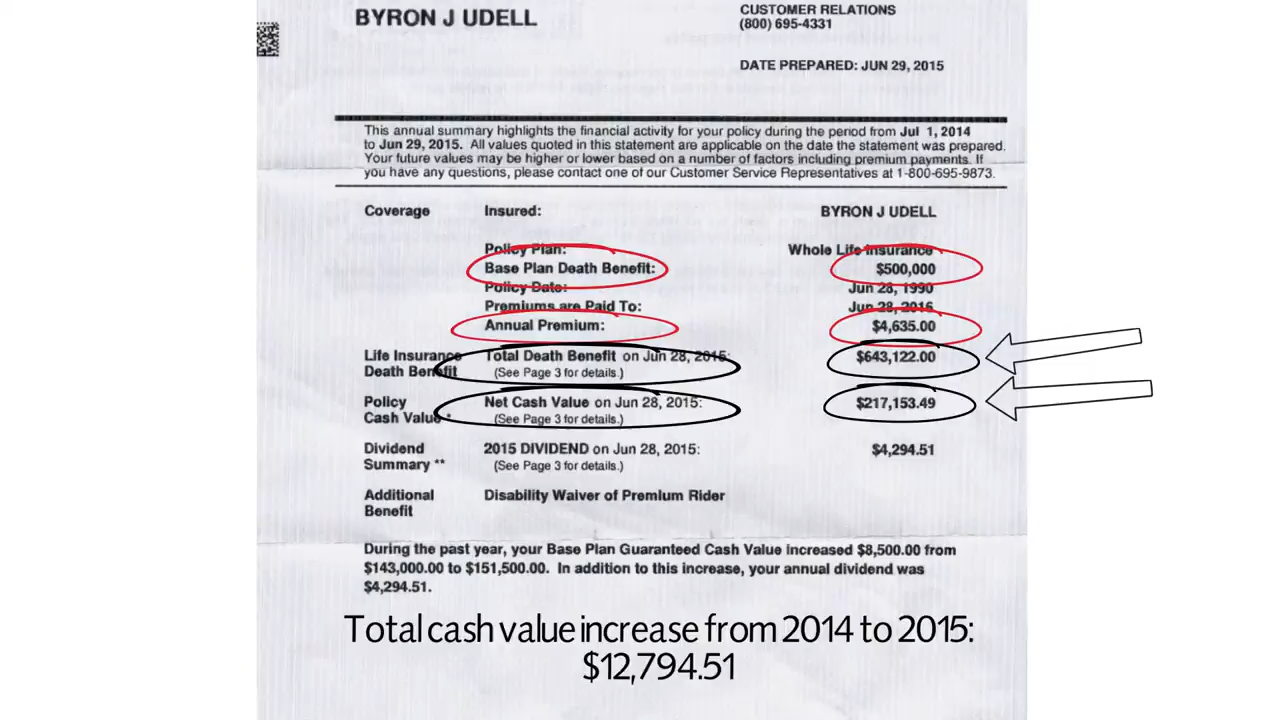 BYRON J UDELL
CUSTOMER RELATIONS
(800) 695-4331
DATE PREPARED: JUN 29, 2015
This annual summary highlights the financial activity for your policy during the period from Jul 1, 2014
to Jun 29, 2015. All values quoted in this statement are applicable on the date the statement was prepared.
Your future values may be higher or lower based on a number of factors including premium payments. If
you have any questions, please contact one of our Customer Service Representatives at 1-800-695-9873.
Coverage Insured: BYRON J UDELL
Policy Plan: Whole Life Insurance
Base Plan Death Benefit: $500,000
Policy Date: Jun 28, 1990
Premiums are Paid To: Jun 28, 2016
Annual Premium: $4,635.00
Life Insurance Total Death Benefit on Jun 28, 2015: $643,122.00
Death Benefit (See Page 3 for details.)
Policy Net Cash Value on Jun 28, 2015: $217,153.49
Cash Value * (See Page 3 for details.)
Dividend 2015 DIVIDEND on Jun 28, 2015: $4,294.51
Summary ** (See Page 3 for details.)
Additional Disability Waiver of Premium Rider
Benefit
During the past year, your Base Plan Guaranteed Cash Value increased $8,500.00 from
$143,000.00 to $151,500.00. In addition to this increase, your annual dividend was
$4,294.51.
Total cash value increase from 2014 to 2015:
$12,794.51